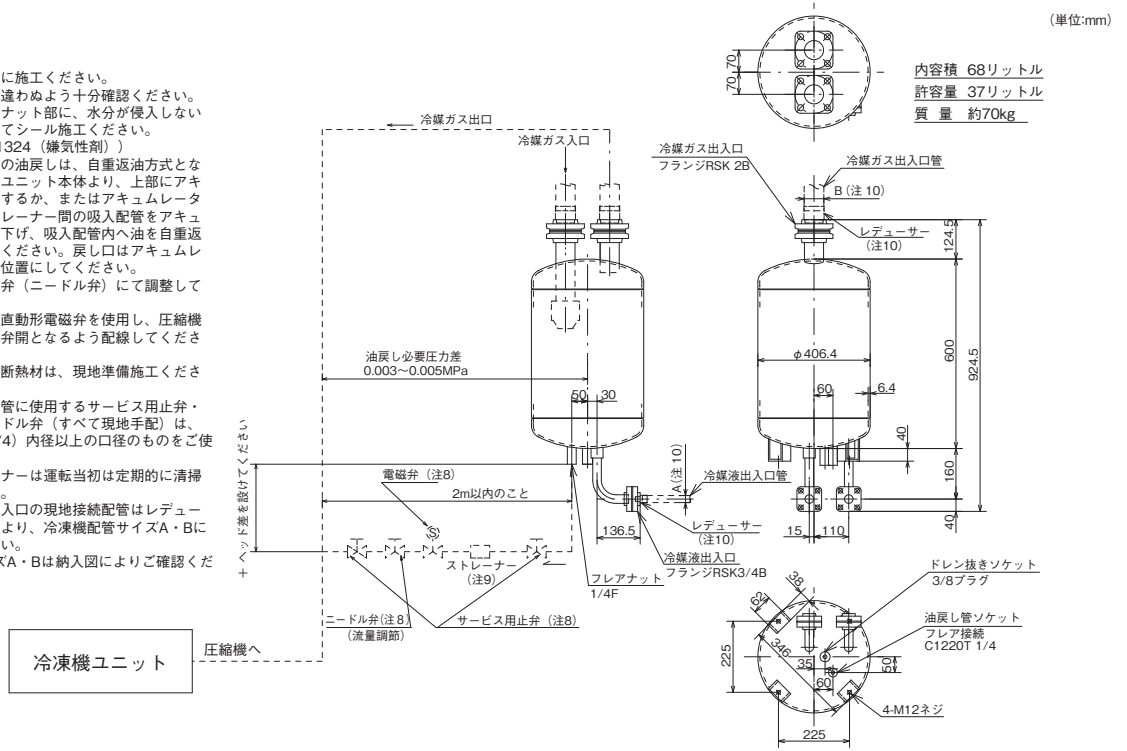 (単位:mm)
に施工ください。
違わぬよう十分確認ください。
ナット部に、水分が侵入しない
てシール施工ください。
1324（嫌気性剤））
の油戻しは、自重返油方式とな
ユニット本体より、上部にアキ
するか、またはアキュムレータ
レーナー間の吸入配管をアキュ
下げ、吸入配管内へ油を自重返
ください。戻し口はアキュムレ
位置にしてください。
弁（ニードル弁）にて調整して
直動形電磁弁を使用し、圧縮機
弁開となるよう配線してくださ
断熱材は、現地準備施工くださ
管に使用するサービス用止弁・
ドル弁（すべて現地手配）は、
/4）内径以上の口径のものをご使
ナーは運転当初は定期的に清掃
。
入口の現地接続配管はレデュー
より、冷凍機配管サイズA・Bに
い。
ズA・Bは納入図によりご確認くだ
冷凍機ユニット
圧縮機へ
冷媒ガス出口
冷媒ガス入口
油戻し必要圧力差
0.003〜0.005MPa
50
30
ヘッド差を設けてください
+
電磁弁（注8）
2m以内のこと
136.5
A(注10)
冷媒液出入口管
レデューサー
(注10)
冷媒液出入口
フランジRSK3/4B
フレアナット
1/4F
ストレーナー
(注9)
ニードル弁(注8)
(流量調節)
サービス用止弁（注8）
70
70
内容積 68リットル
許容量 37リットル
質 量 約70kg
冷媒ガス出入口
フランジRSK 2B
冷媒ガス出入口管
B(注10)
レデューサー
(注10)
124.5
φ406.4
60
6.4
600
924.5
40
160
40
15
110
ドレン抜きソケット
3/8プラグ
油戻し管ソケット
フレア接続
C1220T 1/4
62
38
225
346
35
60
50
4-M12ネジ
225